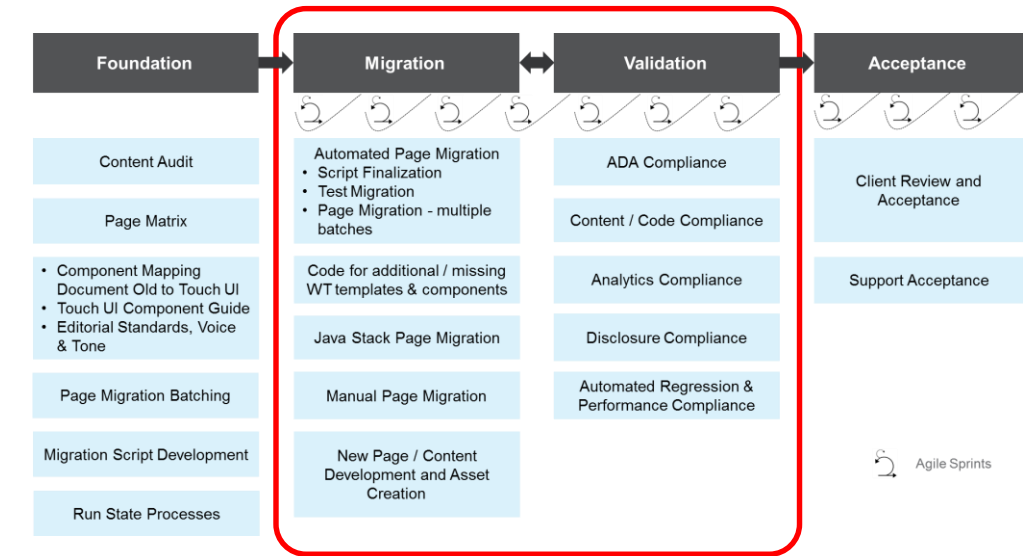 Foundation
Migration
Validation
Acceptance
Content Audit
Page Matrix
• Component Mapping
Document Old to Touch UI
• Touch UI Component Guide
• Editorial Standards, Voice
& Tone
Page Migration Batching
Migration Script Development
Run State Processes
Automated Page Migration
• Script Finalization
• Test Migration
• Page Migration - multiple
batches
Code for additional / missing
WT templates & components
Java Stack Page Migration
Manual Page Migration
New Page / Content
Development and Asset
Creation
ADA Compliance
Content / Code Compliance
Analytics Compliance
Disclosure Compliance
Automated Regression &
Performance Compliance
Client Review and
Acceptance
Support Acceptance
Agile Sprints